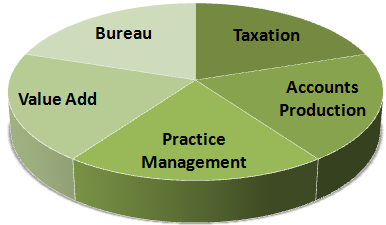 Bureau
Taxation
Value Add
Accounts
Production
Practice
Management